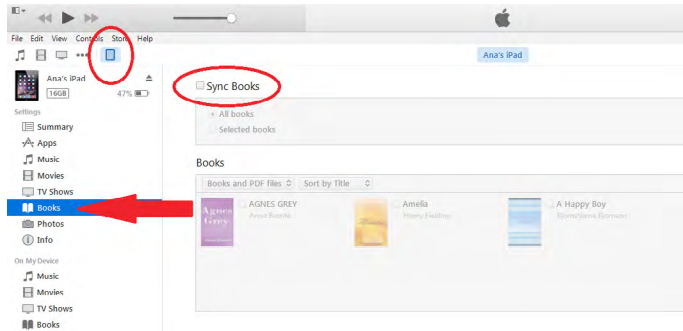 File Edit View Controls Store Help
Ana's iPad
Ana's iPad
16GB 47%
Sync Books
Settings
Summary
Apps
Music
Movies
TV Shows
Books
Photos
Info
All books
Selected books
Books
Books and PDF files Sort by Title
Agnes Grey
AGNES GREY
Anne Bronte
Amelia
Henry Fielding
A Happy Boy
On My Device
Music
Movies
TV Shows
Books